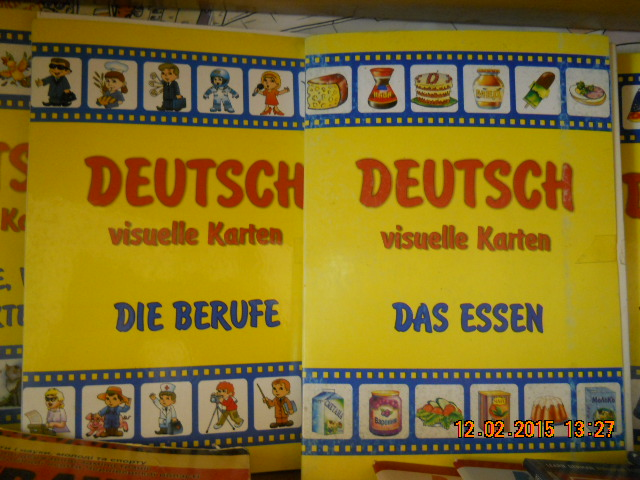 DEUTSCH
visuelle Karten
DIE BERUFE
DEUTSCH
visuelle Karten
DAS ESSEN
12.02.2015 13:27